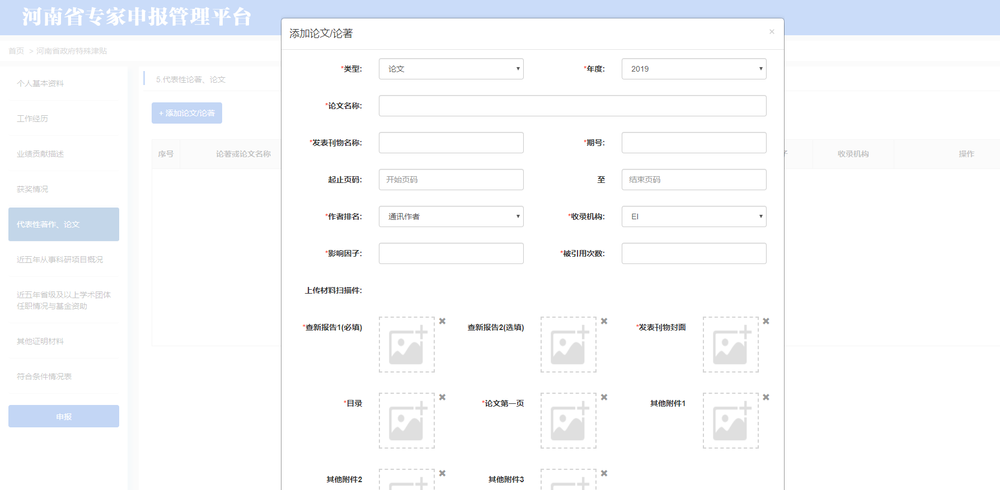 河南省专家申报管理平台
首页 > 河南省政府特殊津贴
个人基本资料
工作经历
业绩贡献描述
获奖情况
代表性著作、论文
近五年从事科研项目概况
近五年省级及以上学术团体
任职情况与基金资助
其他证明材料
符合条件情况表
申报
5.代表性论著、论文
+ 添加论文/论著
序号 论著或论文名称 收录机构 操作
添加论文/论著 ×
*类型: 论文 *年度: 2019
*论文名称:
*发表刊物名称: *期号:
起止页码: 开始页码 至 结束页码
*作者排名: 通讯作者 *收录机构: EI
*影响因子: *被引用次数:
上传材料扫描件:
*查新报告1(必填) 查新报告2(选填) *发表刊物封面
*目录 *论文第一页 其他附件1
其他附件2 其他附件3